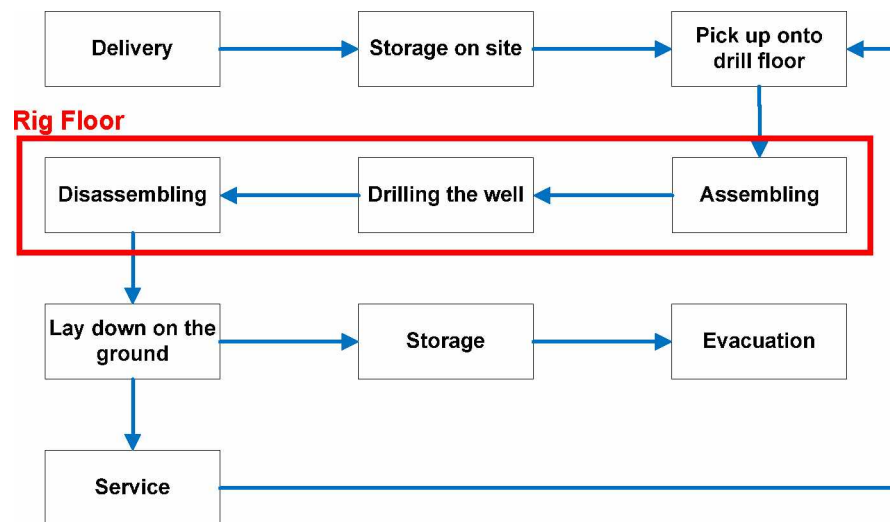 Delivery
Storage on site
Pick up onto
drill floor
Rig Floor
Disassembling
Drilling the well
Assembling
Lay down on the
ground
Storage
Evacuation
Service